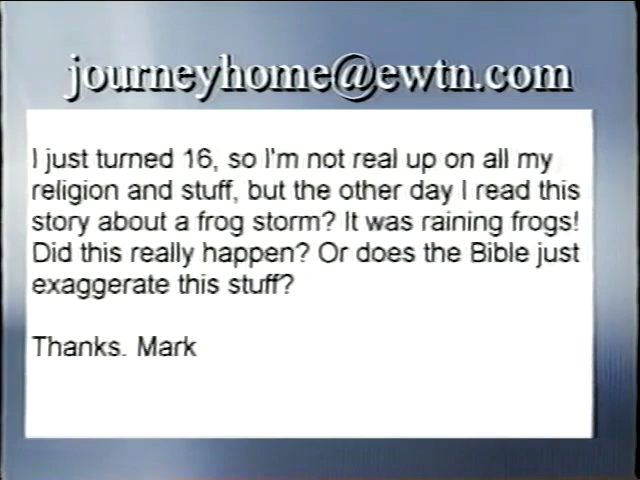 journeyhome@ewtn.com
I just turned 16, so I'm not real up on all my
religion and stuff, but the other day I read this
story about a frog storm? It was raining frogs!
Did this really happen? Or does the Bible just
exaggerate this stuff?
Thanks. Mark